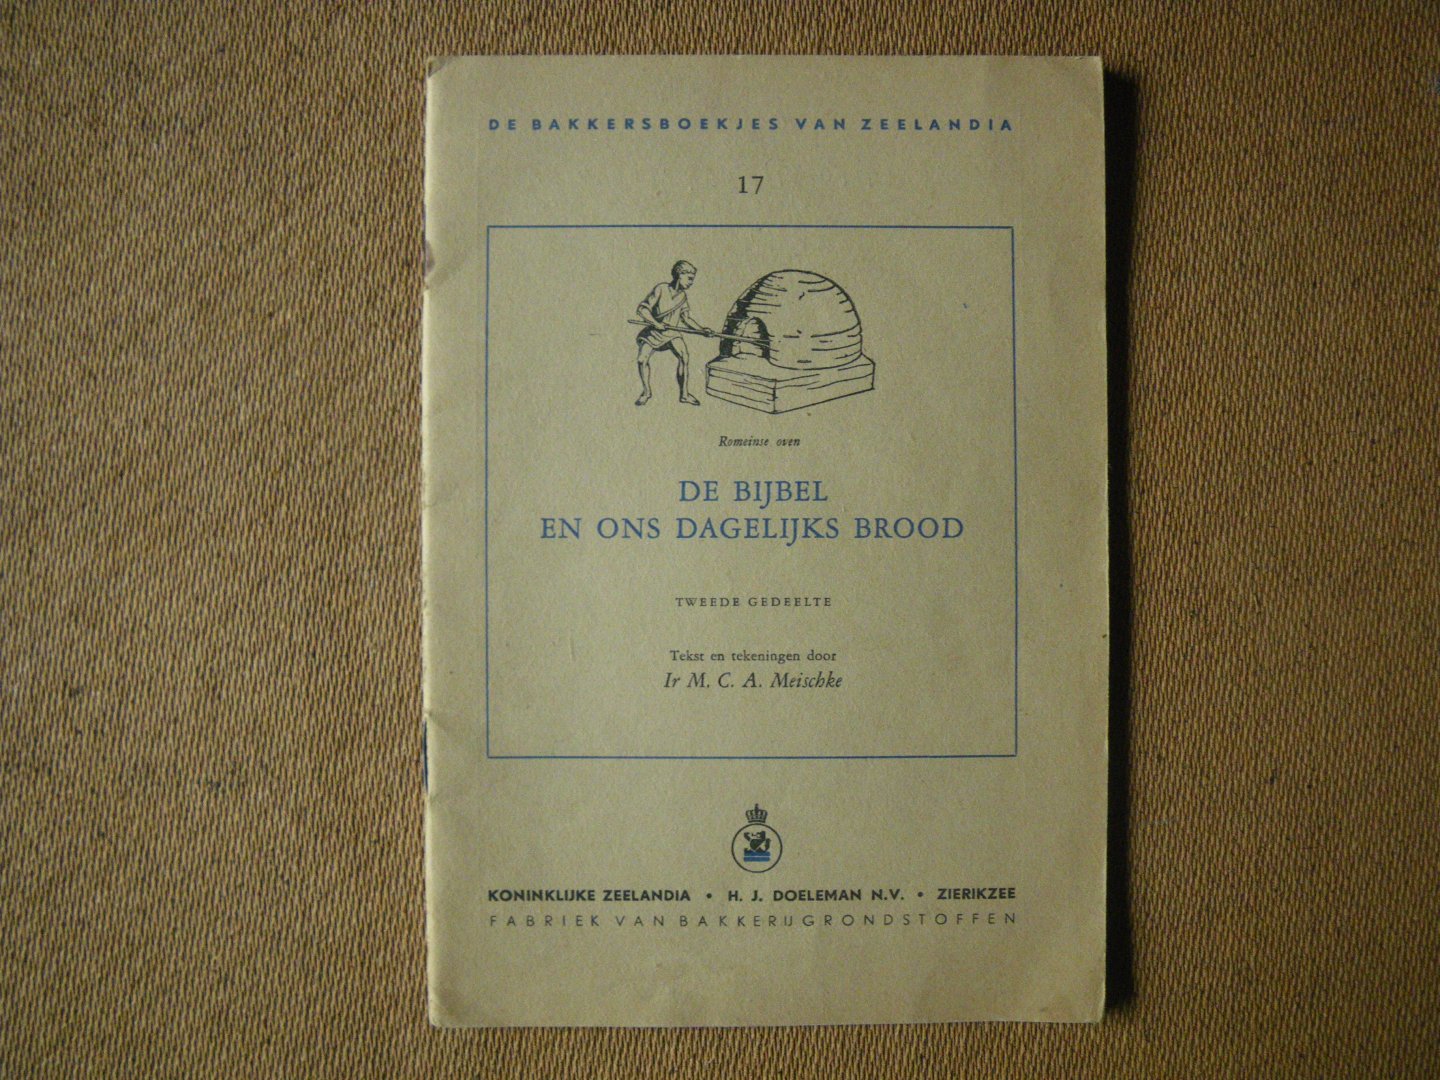 DE BAKKERSBOEKJES VAN ZEELANDIA
17
Romeinse oven
DE BIJBEL
EN ONS DAGELIJKS BROOD
TWEEDE GEDEELTE
Tekst en tekeningen door
Ir M. C. A. Meischke
KONINKLIJKE ZEELANDIA • H. J. DOELEMAN N.V. • ZIERIKZEE
FABRIEK VAN BAKKERIJGRONDSTOFFEN